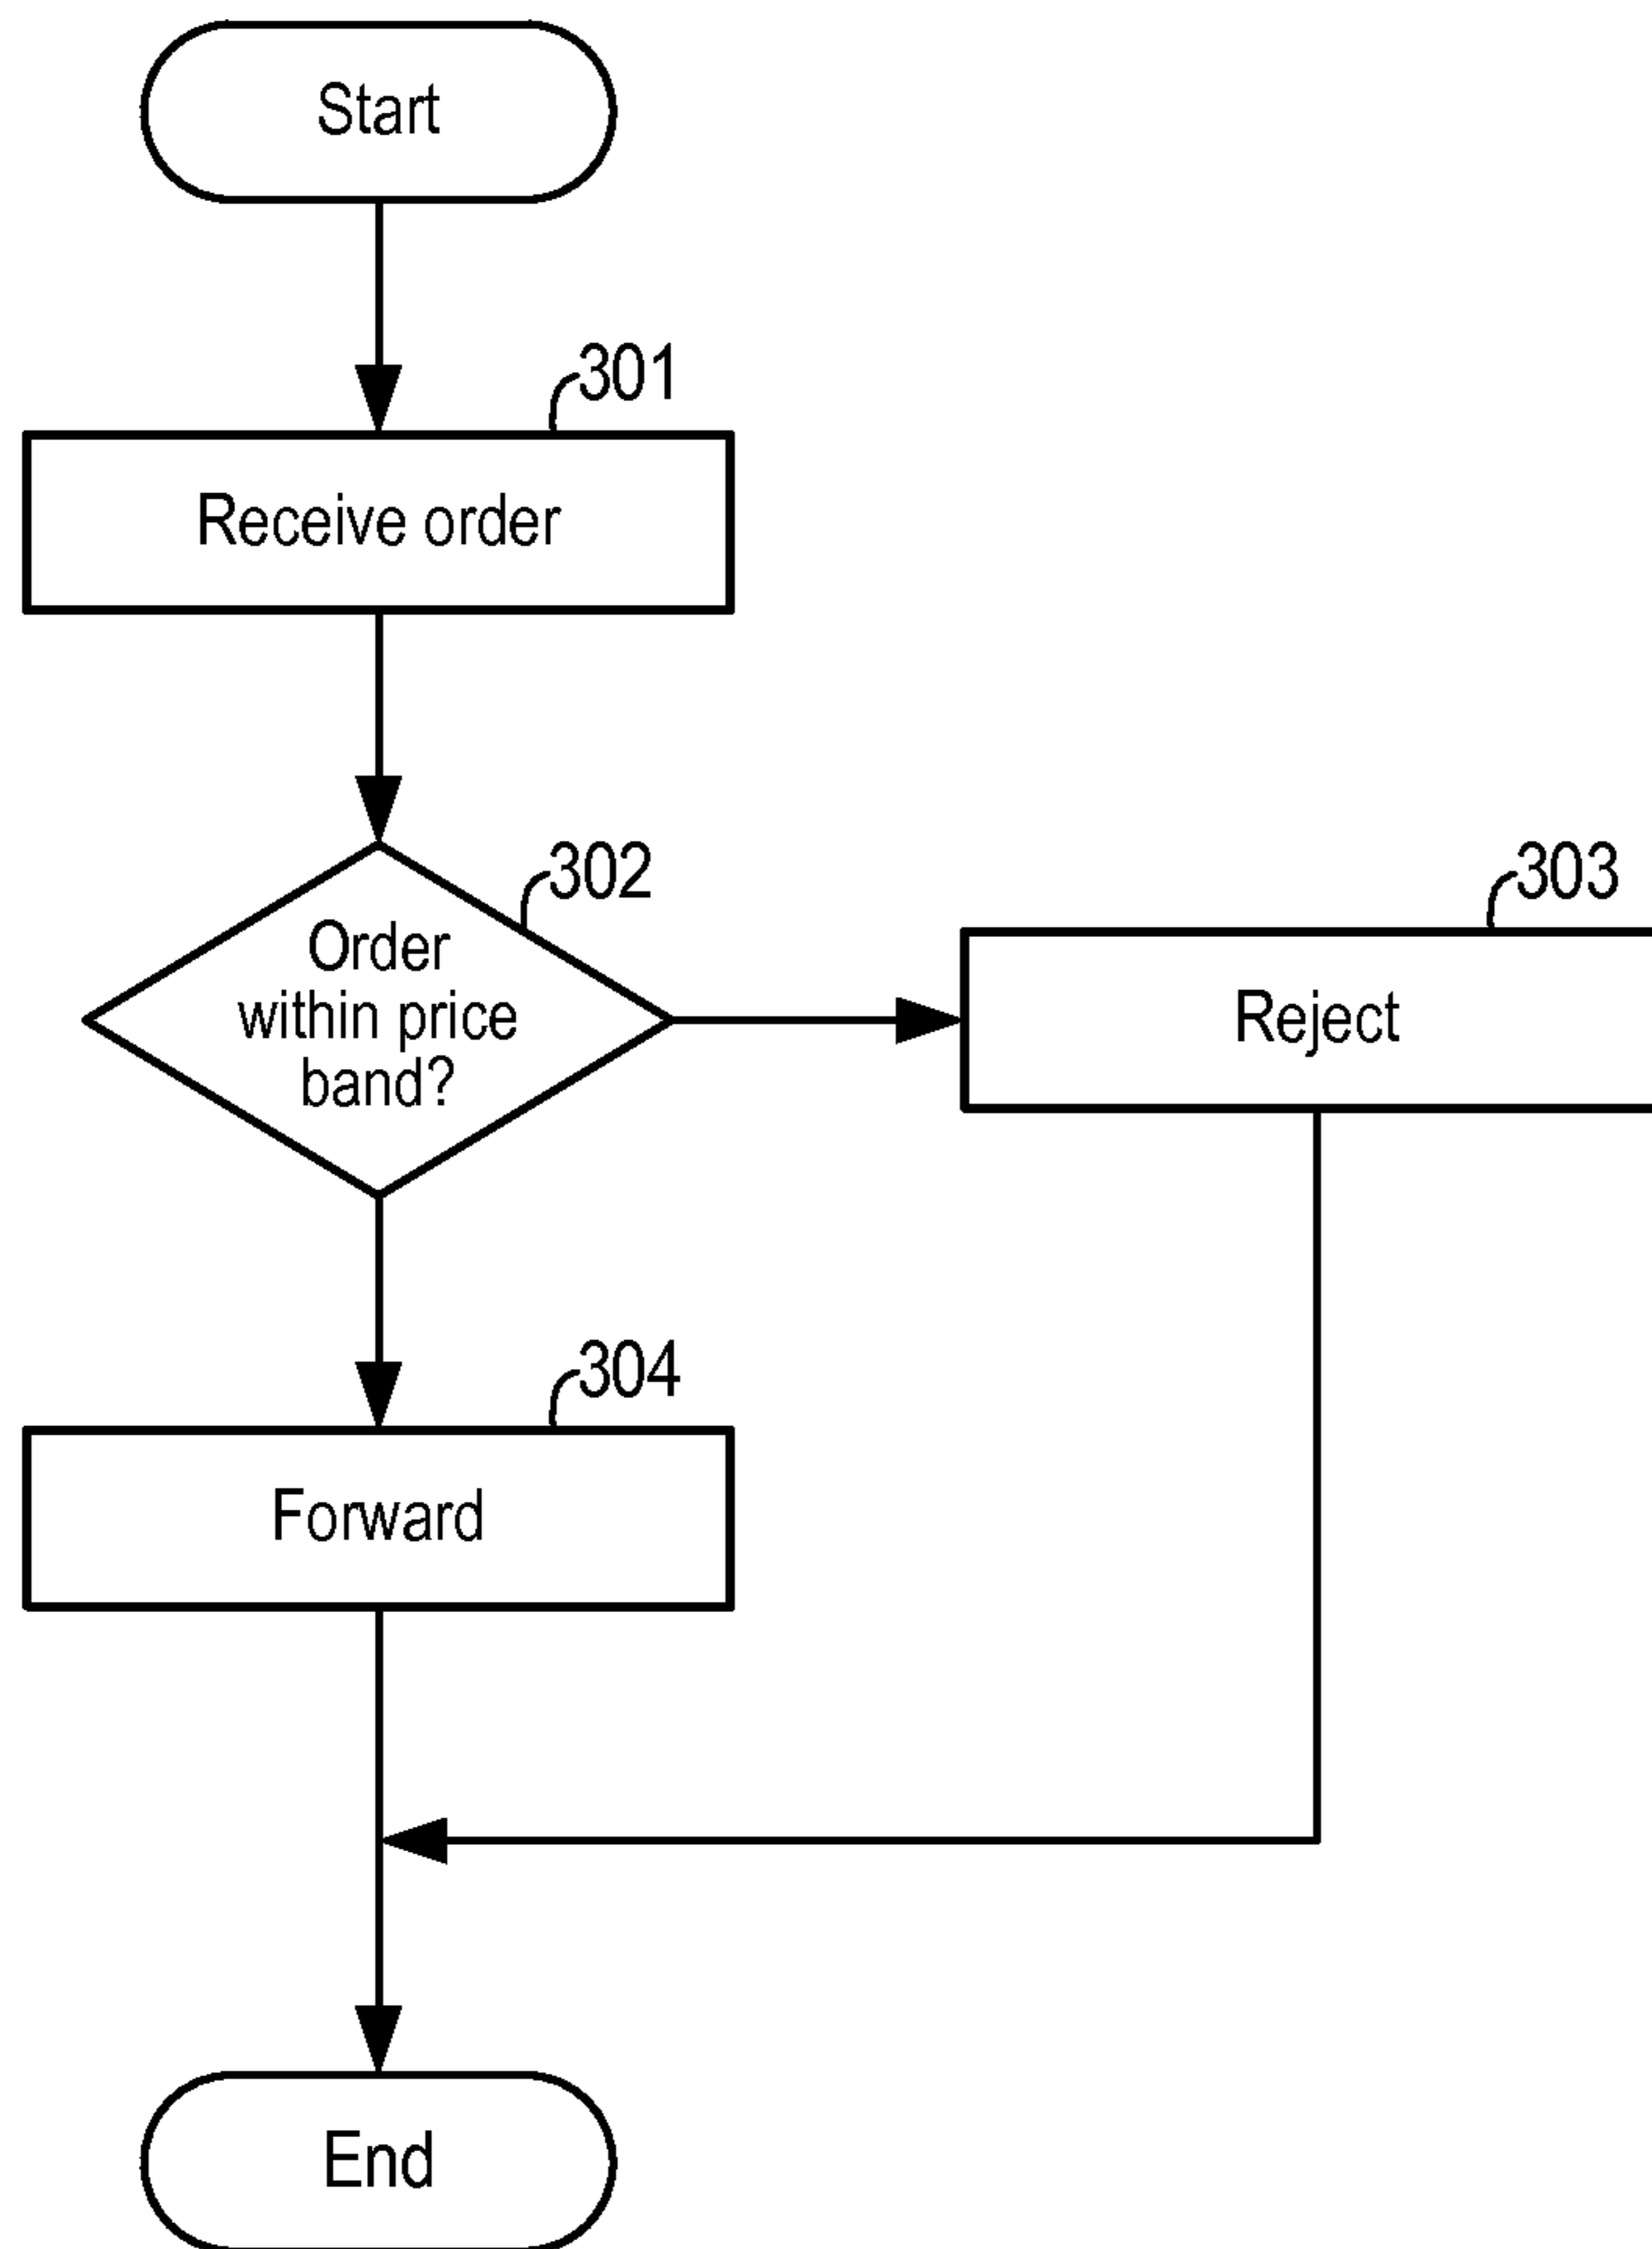 Start
301
Receive order
302
Order
within price
band?
303
Reject
304
Forward
End